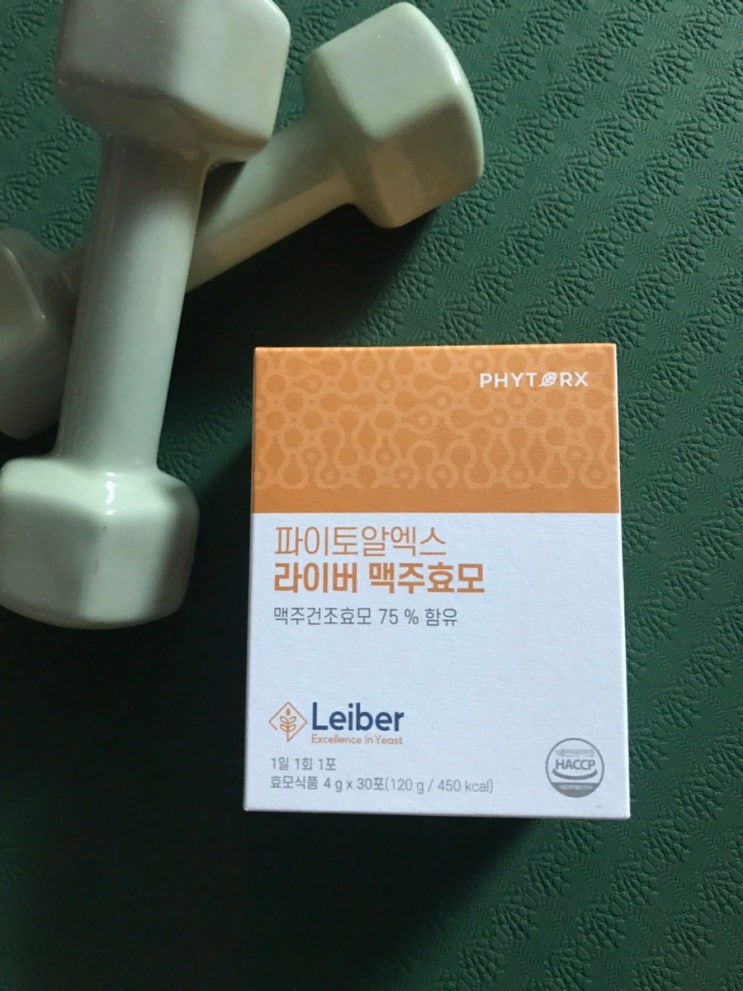 PHYTORX
파이토알엑스
라이버 맥주효모
맥주건조효모 75 % 함유
Leiber
Excellence in Yeast
1일 1회 1포
효모식품 4 g x 30포(120 g / 450 kcal)
HACCP